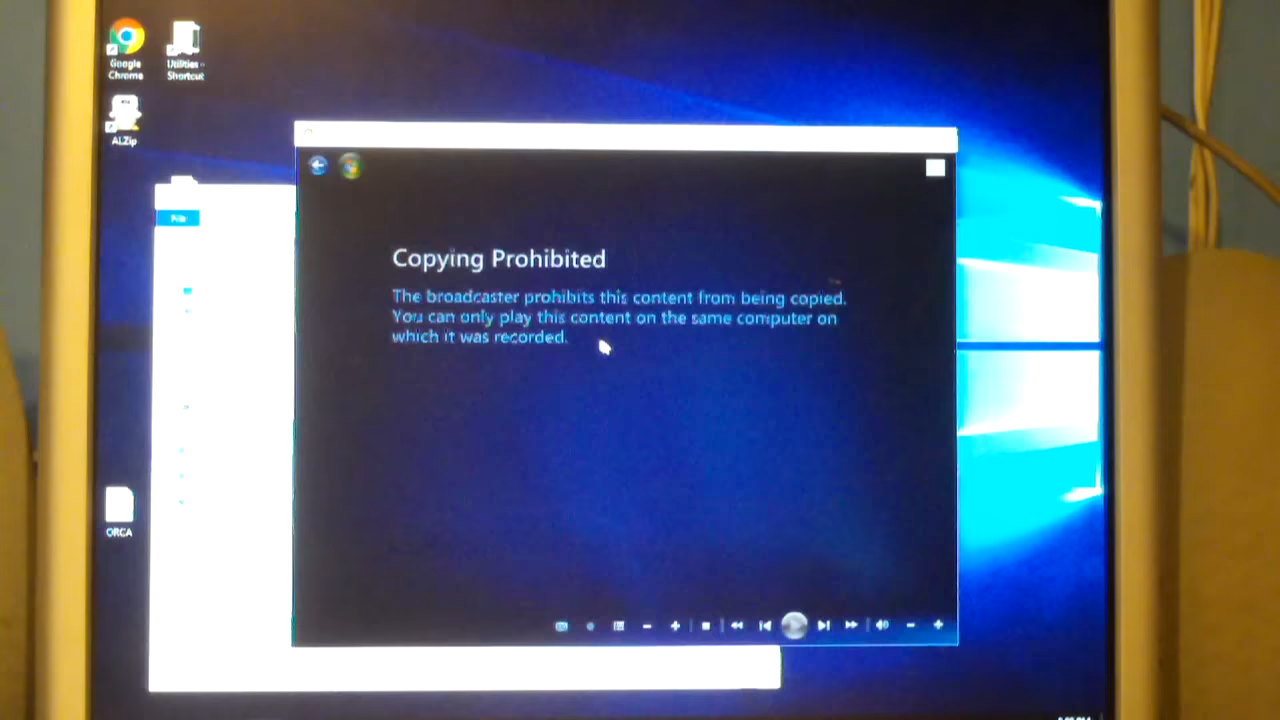 Google
Chrome
Utilities -
Shortcut
ALZip
File
Copying Prohibited
The broadcaster prohibits this content from being copied.
You can only play this content on the same computer on
which it was recorded.
ORCA